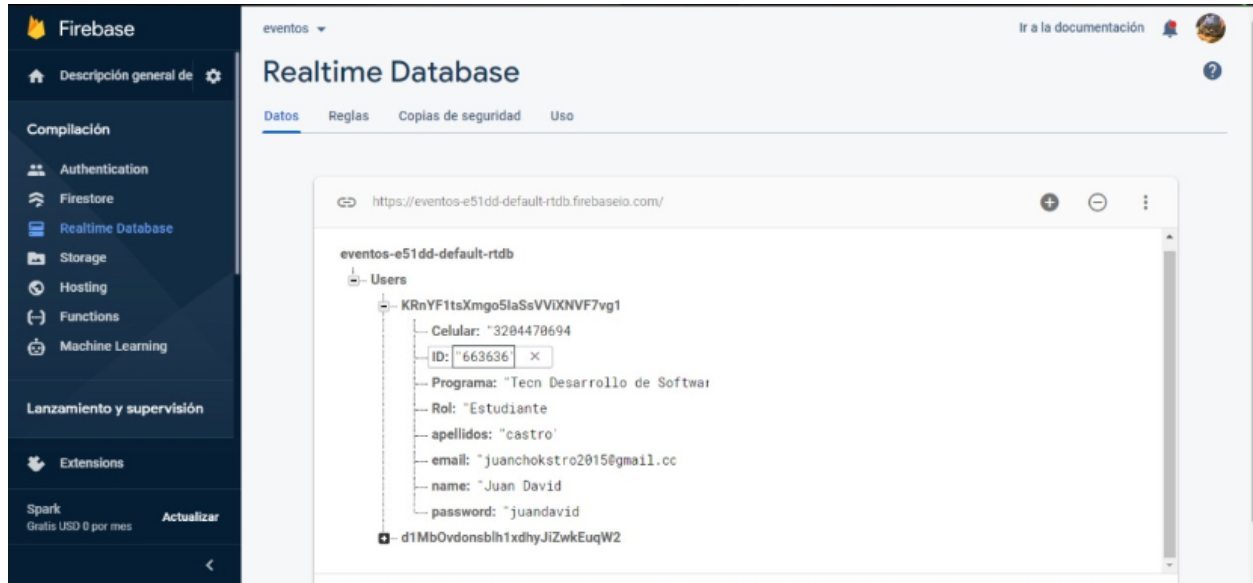 Firebase
eventos
Ir a la documentación
Descripción general de
Realtime Database
Datos Reglas Copias de seguridad Uso
Compilación
Authentication
Firestore
Realtime Database
Storage
Hosting
Functions
Machine Learning
Lanzamiento y supervisión
Extensions
Spark
Gratis USD 0 por mes
Actualizar
https://eventos-e51dd-default-rtdb.firebaseio.com/
eventos-e51dd-default-rtdb
Users
KRnYF1tsXmgo5IaSsVViXNVF7vg1
Celular: "3204470694
ID: "663636"
Programa: "Tecn Desarrollo de Softwar
Rol: "Estudiante
apellidos: "castro"
email: "juanchokstro2015@gmail.cc
name: "Juan David
password: "juandavid
d1MbOvdonsblh1xdhyJiZwkEuqW2